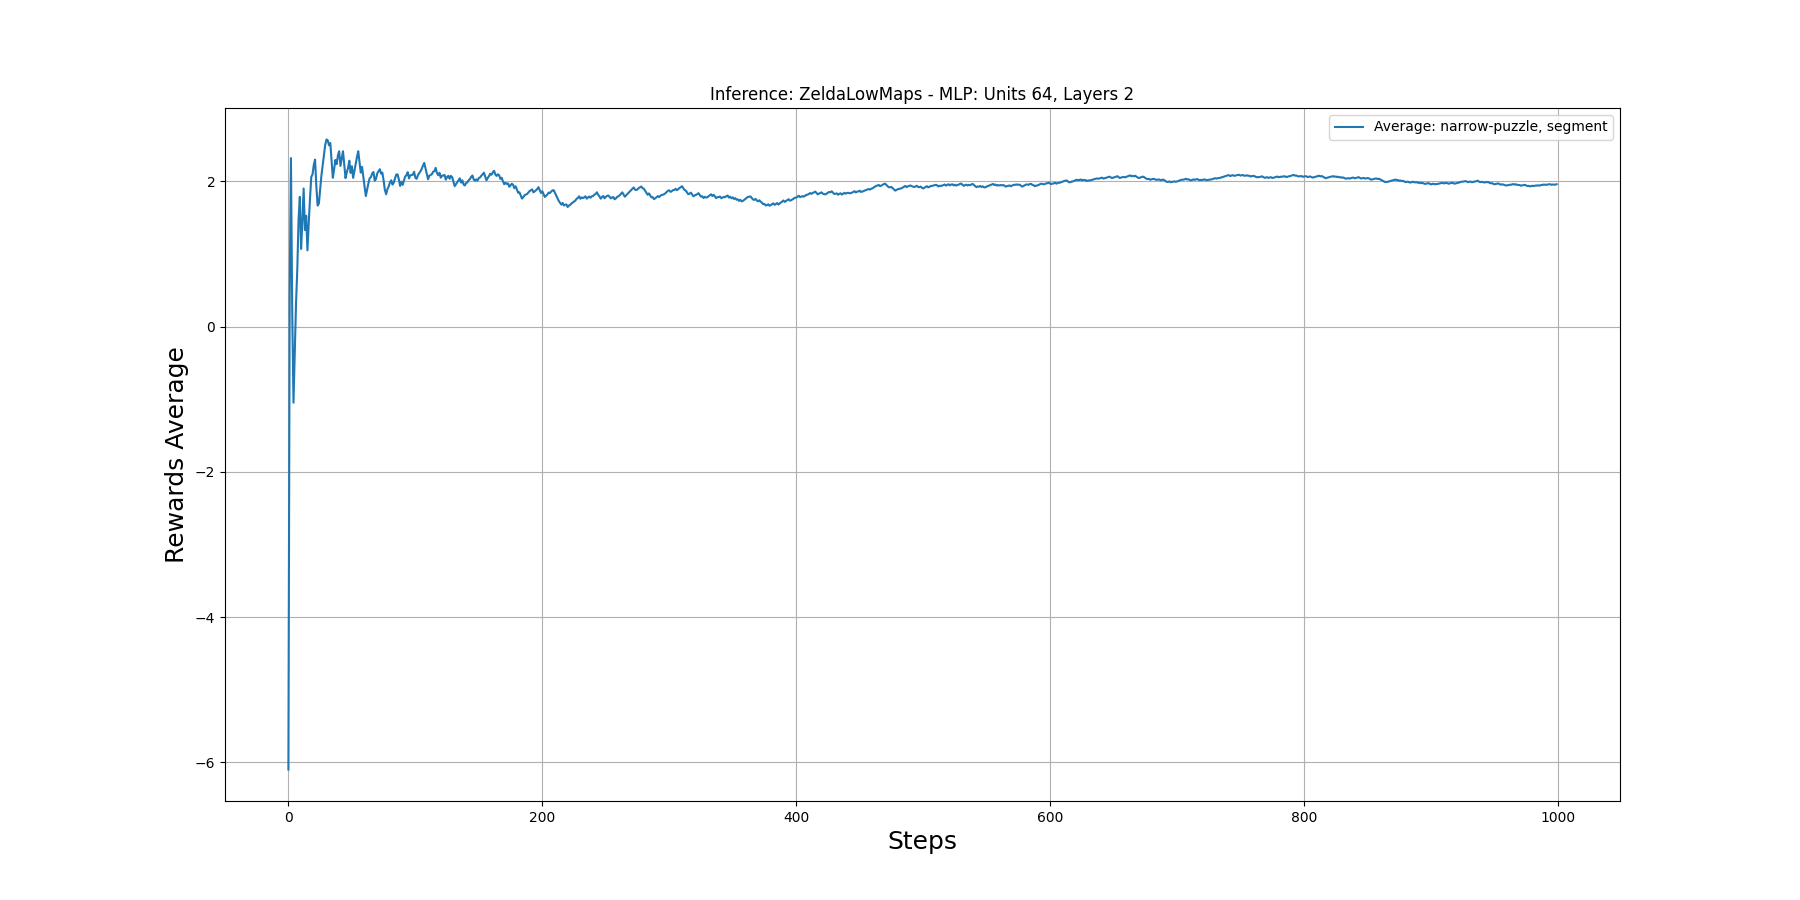 Inference: ZeldaLowMaps - MLP: Units 64, Layers 2
Average: narrow-puzzle, segment
Rewards Average
2
0
−2
−4
−6
0 200 400 600 800 1000
Steps